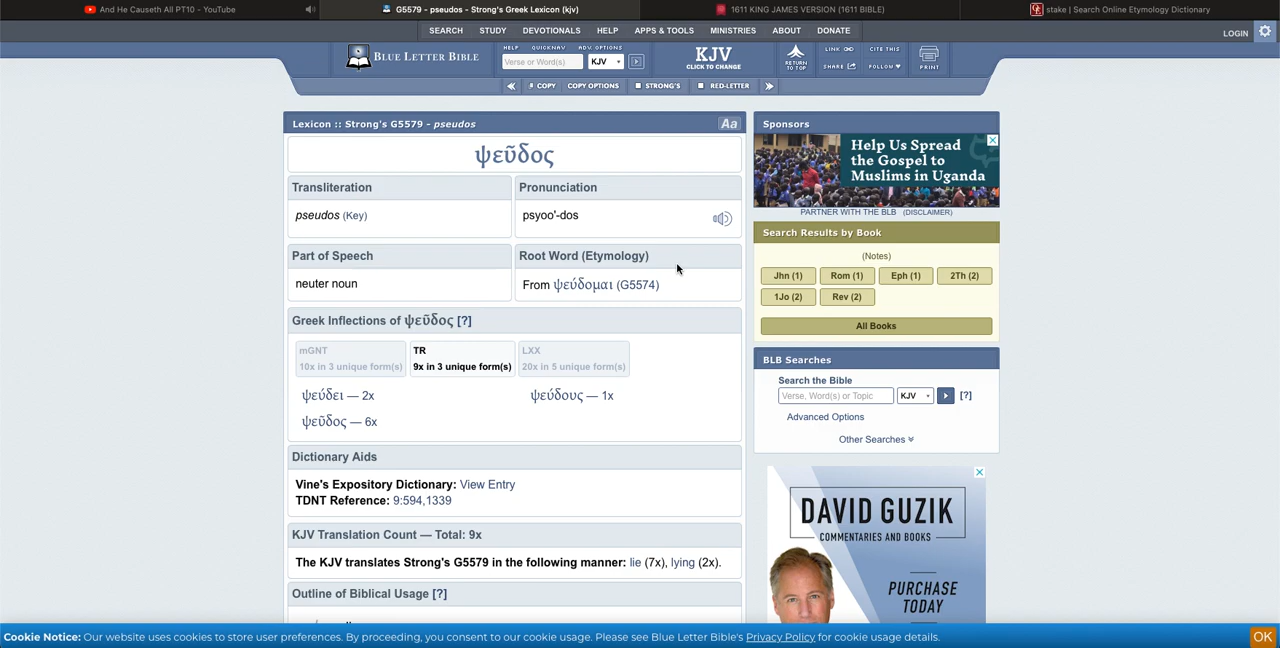 And He Causeth All PT10 - YouTube
G5579 - pseudos - Strong's Greek Lexicon (kjv)
1611 KING JAMES VERSION (1611 BIBLE)
stake | Search Online Etymology Dictionary
SEARCH STUDY DEVOTIONALS HELP APPS & TOOLS MINISTRIES ABOUT DONATE
LOGIN
BLUE LETTER BIBLE
HELP QUICKNAV ADV. OPTIONS
Verse or Word(s) KJV
KJV
CLICK TO CHANGE
RETURN TO TOP
LINK CITE THIS
SHARE FOLLOW
PRINT
COPY COPY OPTIONS STRONG'S RED-LETTER
Lexicon :: Strong's G5579 - pseudos
Aa
ψεῦδος
Transliteration
pseudos (Key)
Pronunciation
psyoo'-dos
Part of Speech
neuter noun
Root Word (Etymology)
From ψεύδομαι (G5574)
Greek Inflections of ψεῦδος [?]
mGNT
10x in 3 unique form(s)
TR
9x in 3 unique form(s)
LXX
20x in 5 unique form(s)
ψεύδει — 2x
ψεύδους — 1x
ψεῦδος — 6x
Dictionary Aids
Vine's Expository Dictionary: View Entry
TDNT Reference: 9:594,1339
KJV Translation Count — Total: 9x
The KJV translates Strong's G5579 in the following manner: lie (7x), lying (2x).
Outline of Biblical Usage [?]
Sponsors
Help Us Spread
the Gospel to
Muslims in Uganda
PARTNER WITH THE BLB (DISCLAIMER)
Search Results by Book
(Notes)
Jhn (1) Rom (1) Eph (1) 2Th (2)
1Jo (2) Rev (2)
All Books
BLB Searches
Search the Bible
Verse, Word(s) or Topic KJV [?]
Advanced Options
Other Searches
DAVID GUZIK
COMMENTARIES AND BOOKS
PURCHASE
TODAY
Cookie Notice: Our website uses cookies to store user preferences. By proceeding, you consent to our cookie usage. Please see Blue Letter Bible's Privacy Policy for cookie usage details.
OK